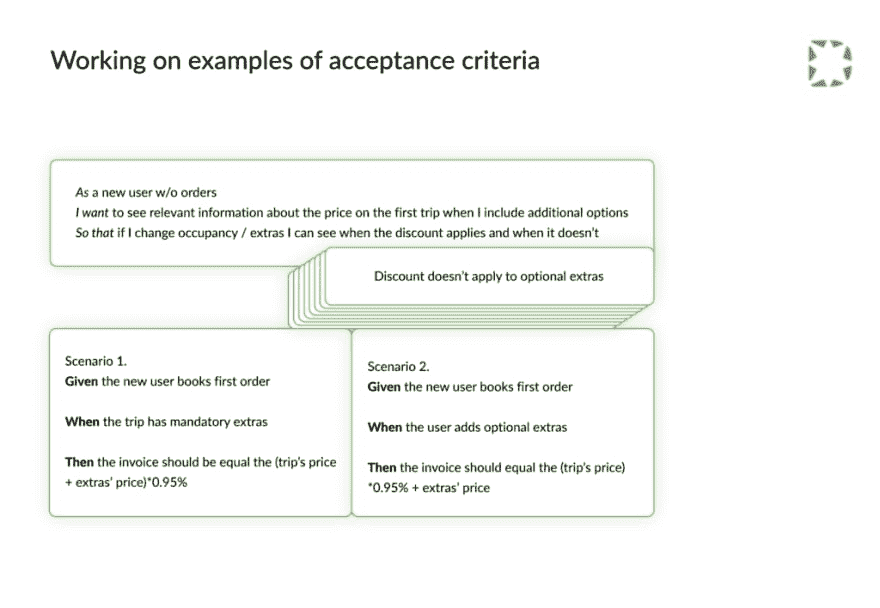 Working on examples of acceptance criteria
As a new user w/o orders
I want to see relevant information about the price on the first trip when I include additional options
So that if I change occupancy / extras I can see when the discount applies and when it doesn't
Discount doesn't apply to optional extras
Scenario 1.
Given the new user books first order
When the trip has mandatory extras
Then the invoice should be equal the (trip's price
+ extras' price)*0.95%
Scenario 2.
Given the new user books first order
When the user adds optional extras
Then the invoice should equal the (trip's price)
*0.95% + extras' price